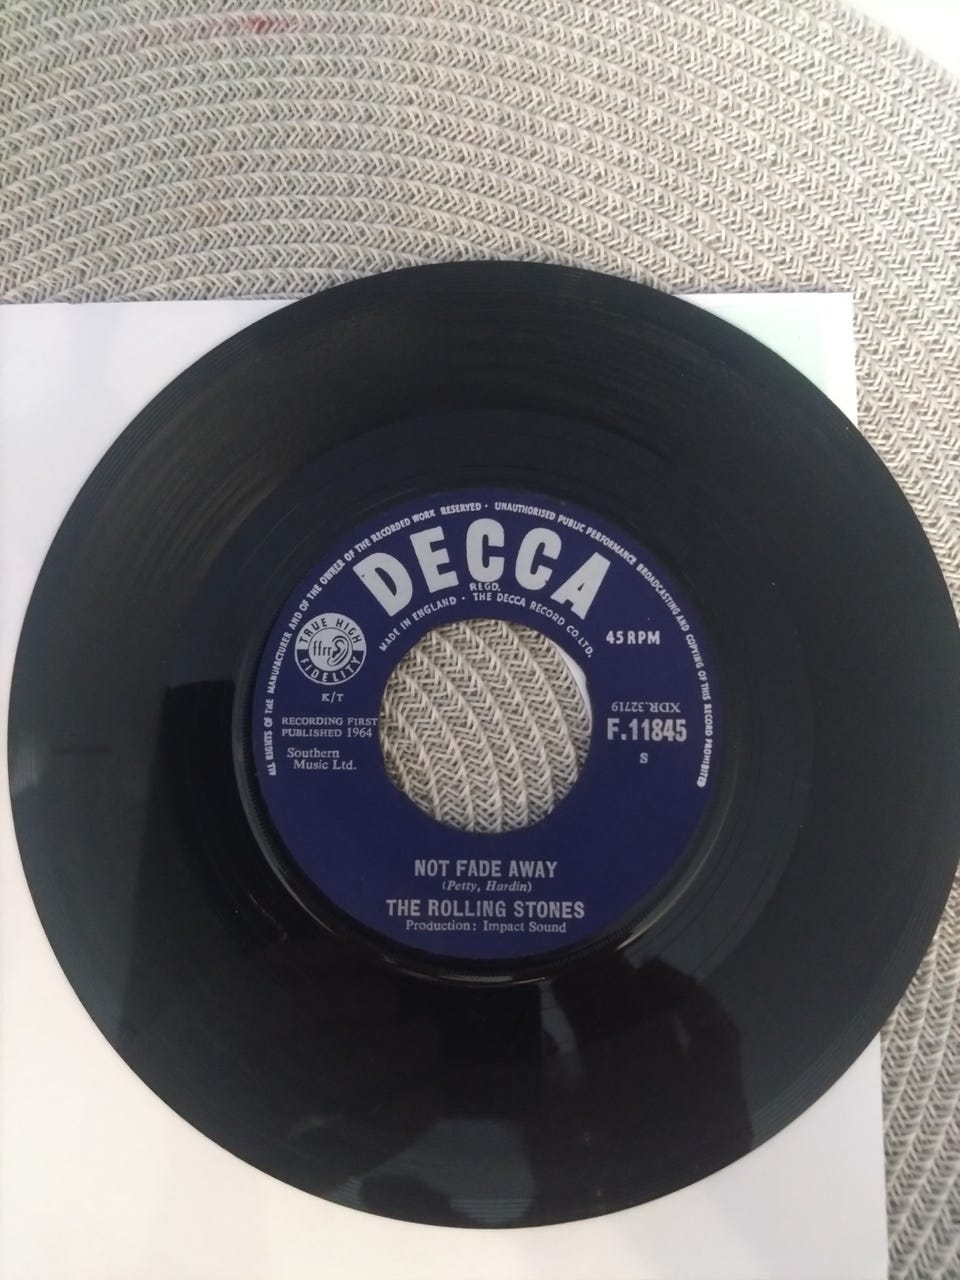 ALL RIGHTS OF THE MANUFACTURER AND OF THE OWNER OF THE RECORDED WORK RESERVED · UNAUTHORISED PUBLIC PERFORMANCE BROADCASTING AND COPYING OF THIS RECORD PROHIBITED
DECCA
REGD.
MADE IN ENGLAND · THE DECCA RECORD CO. LTD.
TRUE HIGH
ffrr
FIDELITY
45 RPM
K/T
RECORDING FIRST
PUBLISHED 1964
Southern
Music Ltd.
XDR.32719
F.11845
S
NOT FADE AWAY
(Petty, Hardin)
THE ROLLING STONES
Production: Impact Sound